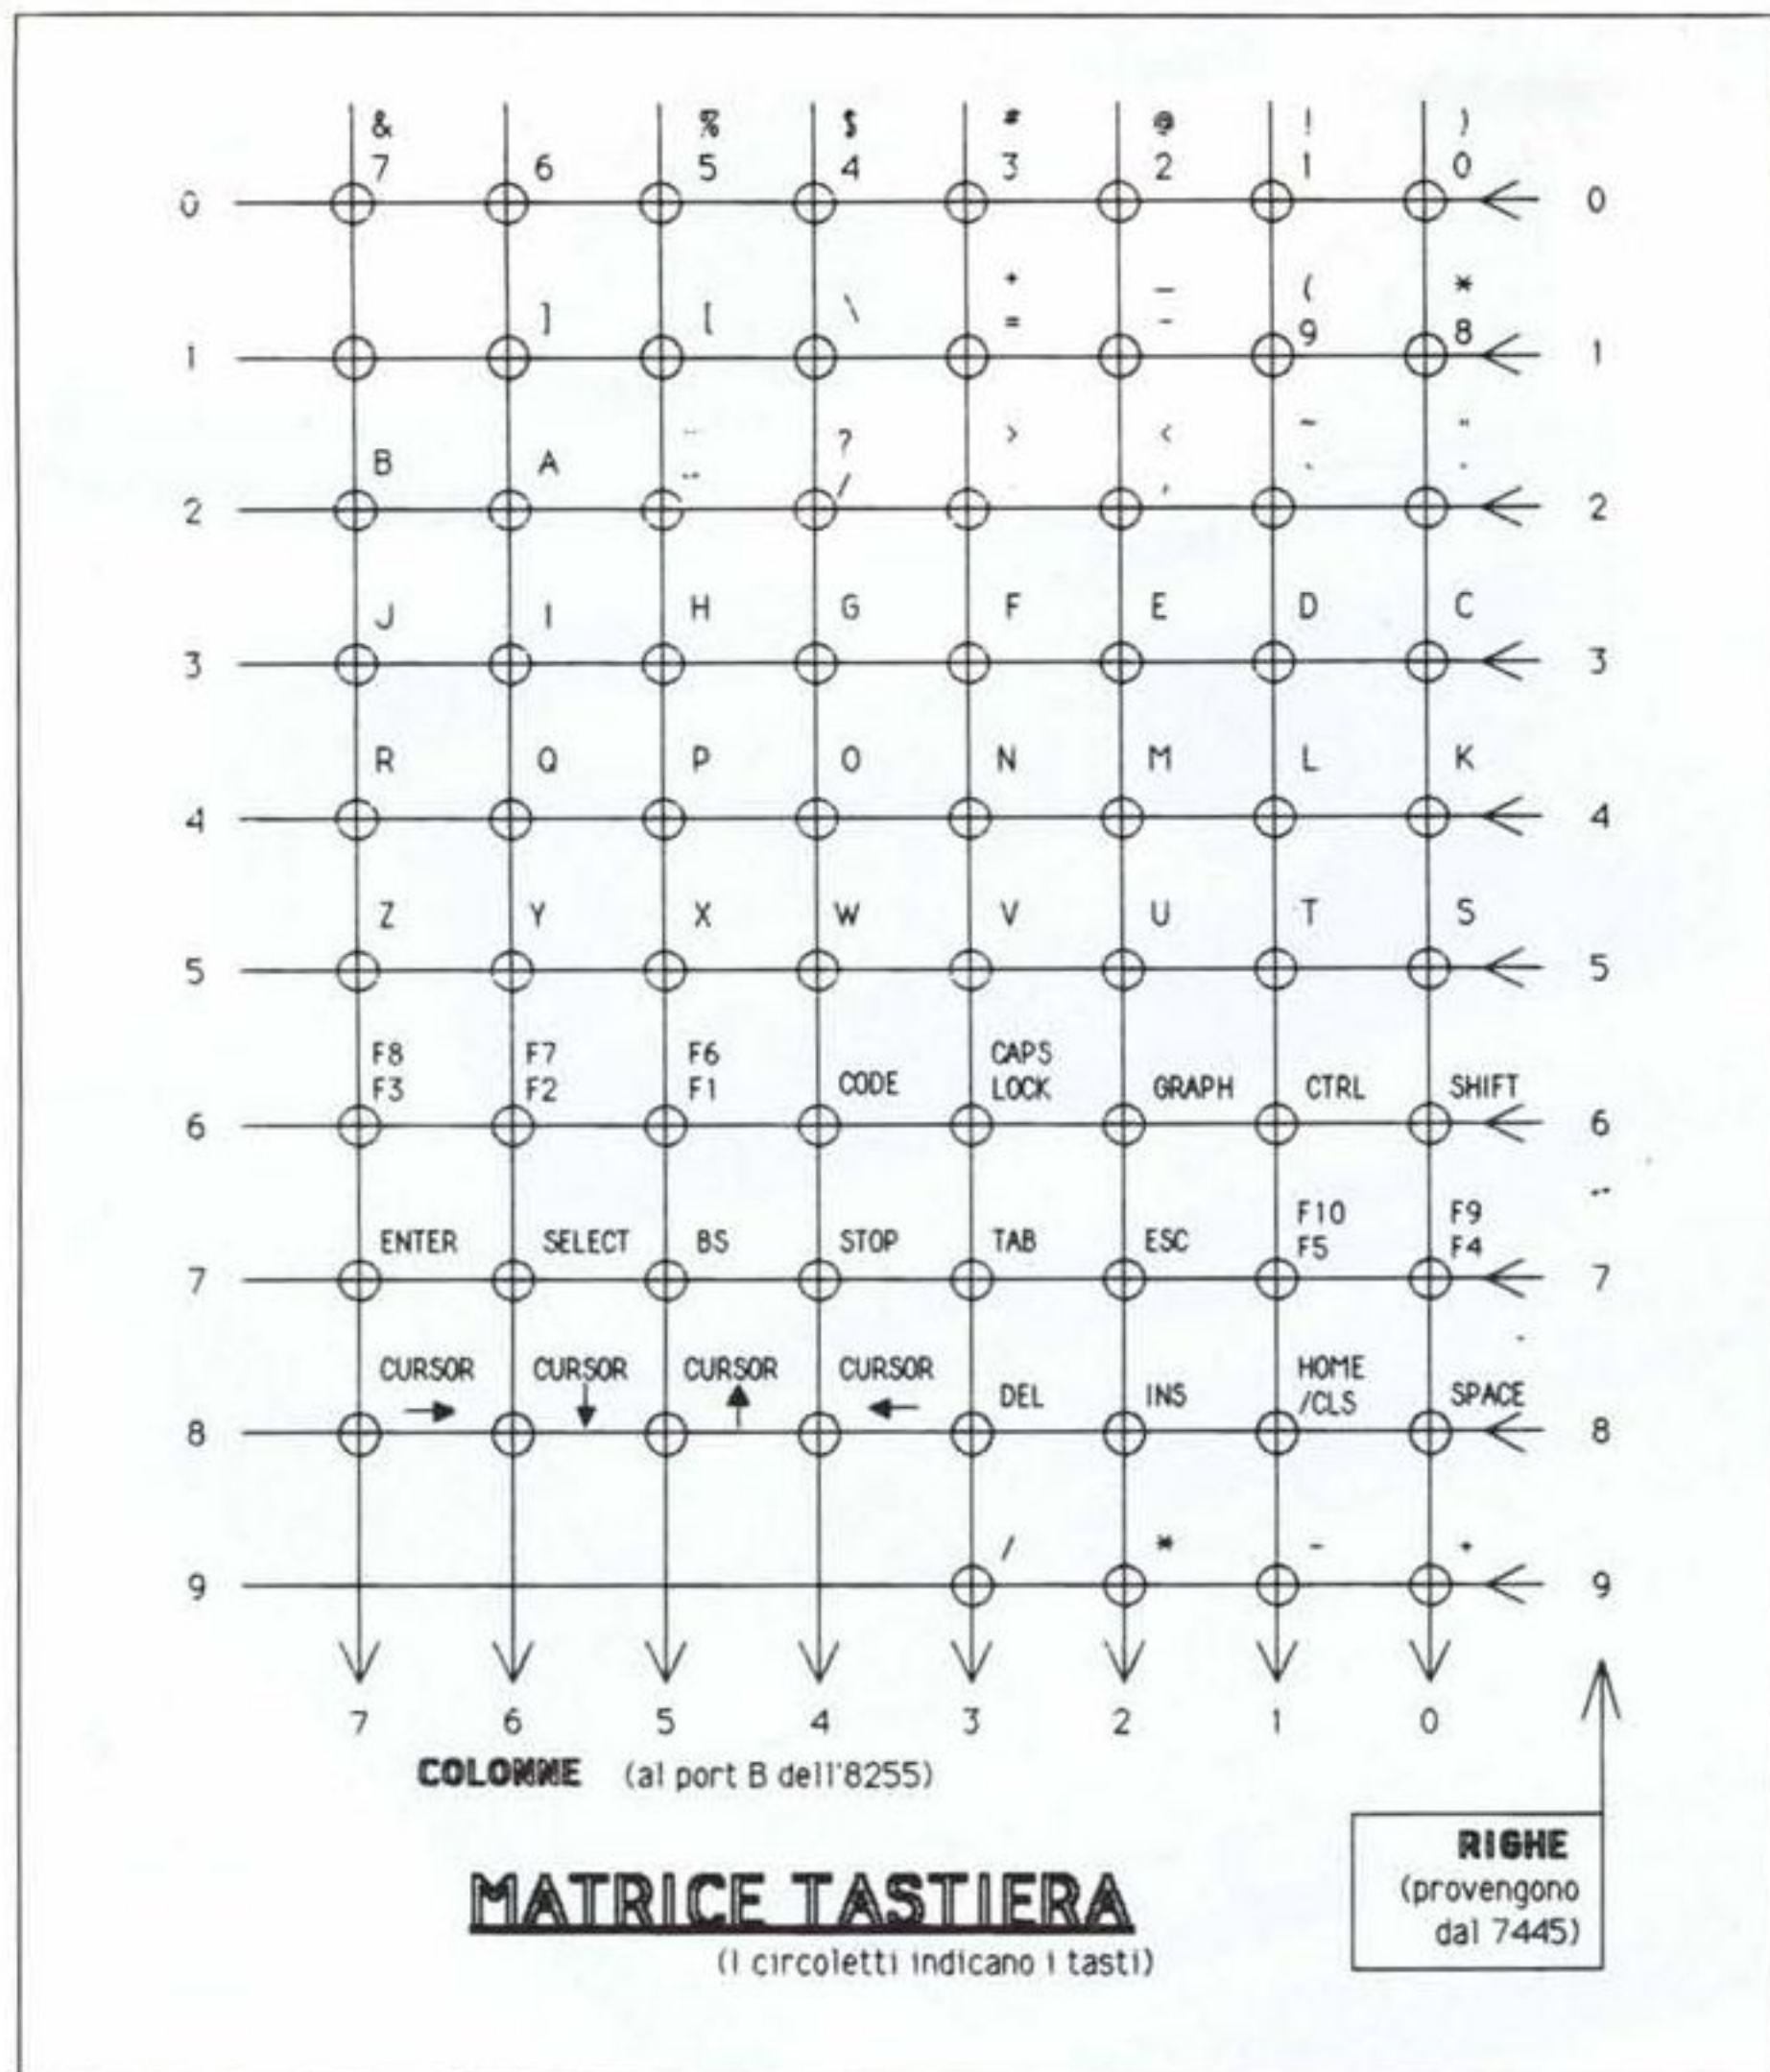 & % $ # @ ! )
7 6 5 4 3 2 1 0
0 0
+ — ( *
] [ \ = - 9 8
1 1
? > < ~ "
B A / , `
2 2
J I H G F E D C
3 3
R Q P O N M L K
4 4
Z Y X W V U T S
5 5
F8 F7 F6 CAPS
F3 F2 F1 CODE LOCK GRAPH CTRL SHIFT
6 6
F10 F9
ENTER SELECT BS STOP TAB ESC F5 F4
7 7
CURSOR CURSOR CURSOR CURSOR HOME
→ ↓ ↑ ← DEL INS /CLS SPACE
8 8
/ * - +
9 9
7 6 5 4 3 2 1 0
COLONNE (al port B dell'8255)
RIGHE
(provengono
dal 7445)
MATRICE TASTIERA
(I circoletti indicano i tasti)